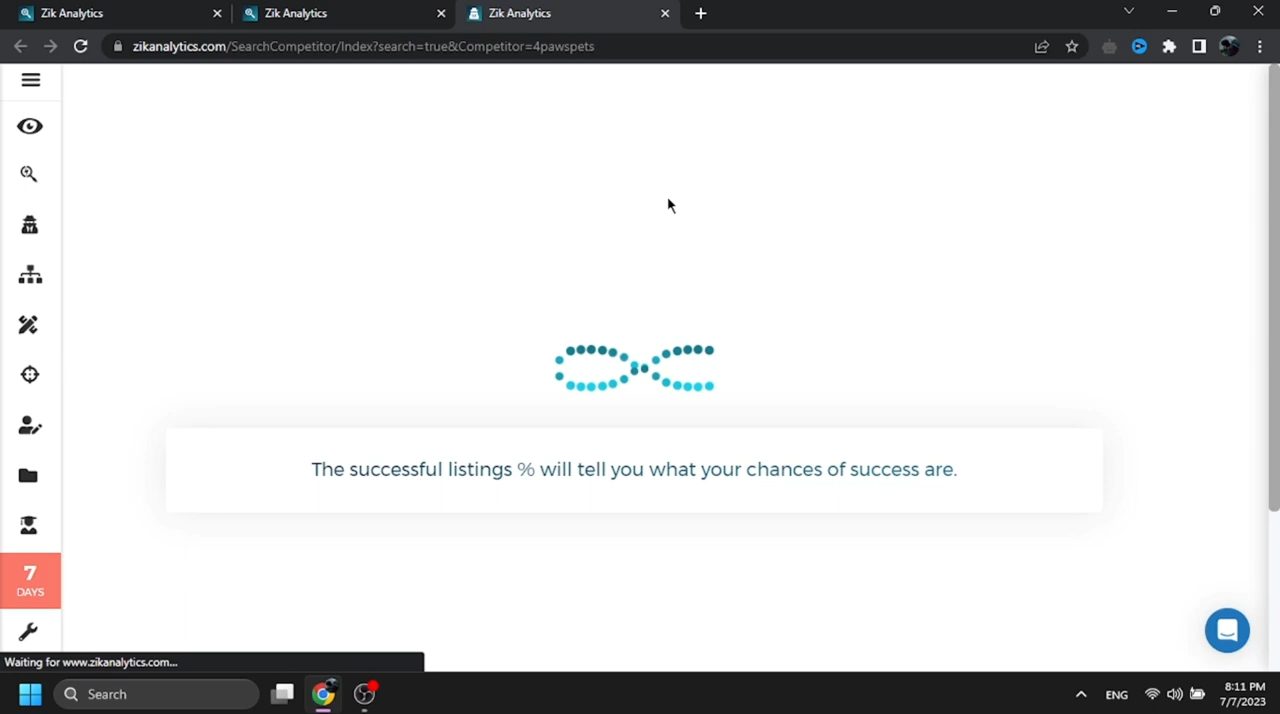 Zik Analytics
Zik Analytics
Zik Analytics
zikanalytics.com/SearchCompetitor/Index?search=true&Competitor=4pawspets
The successful listings % will tell you what your chances of success are.
7
DAYS
Waiting for www.zikanalytics.com...
Search
ENG
8:11 PM
7/7/2023